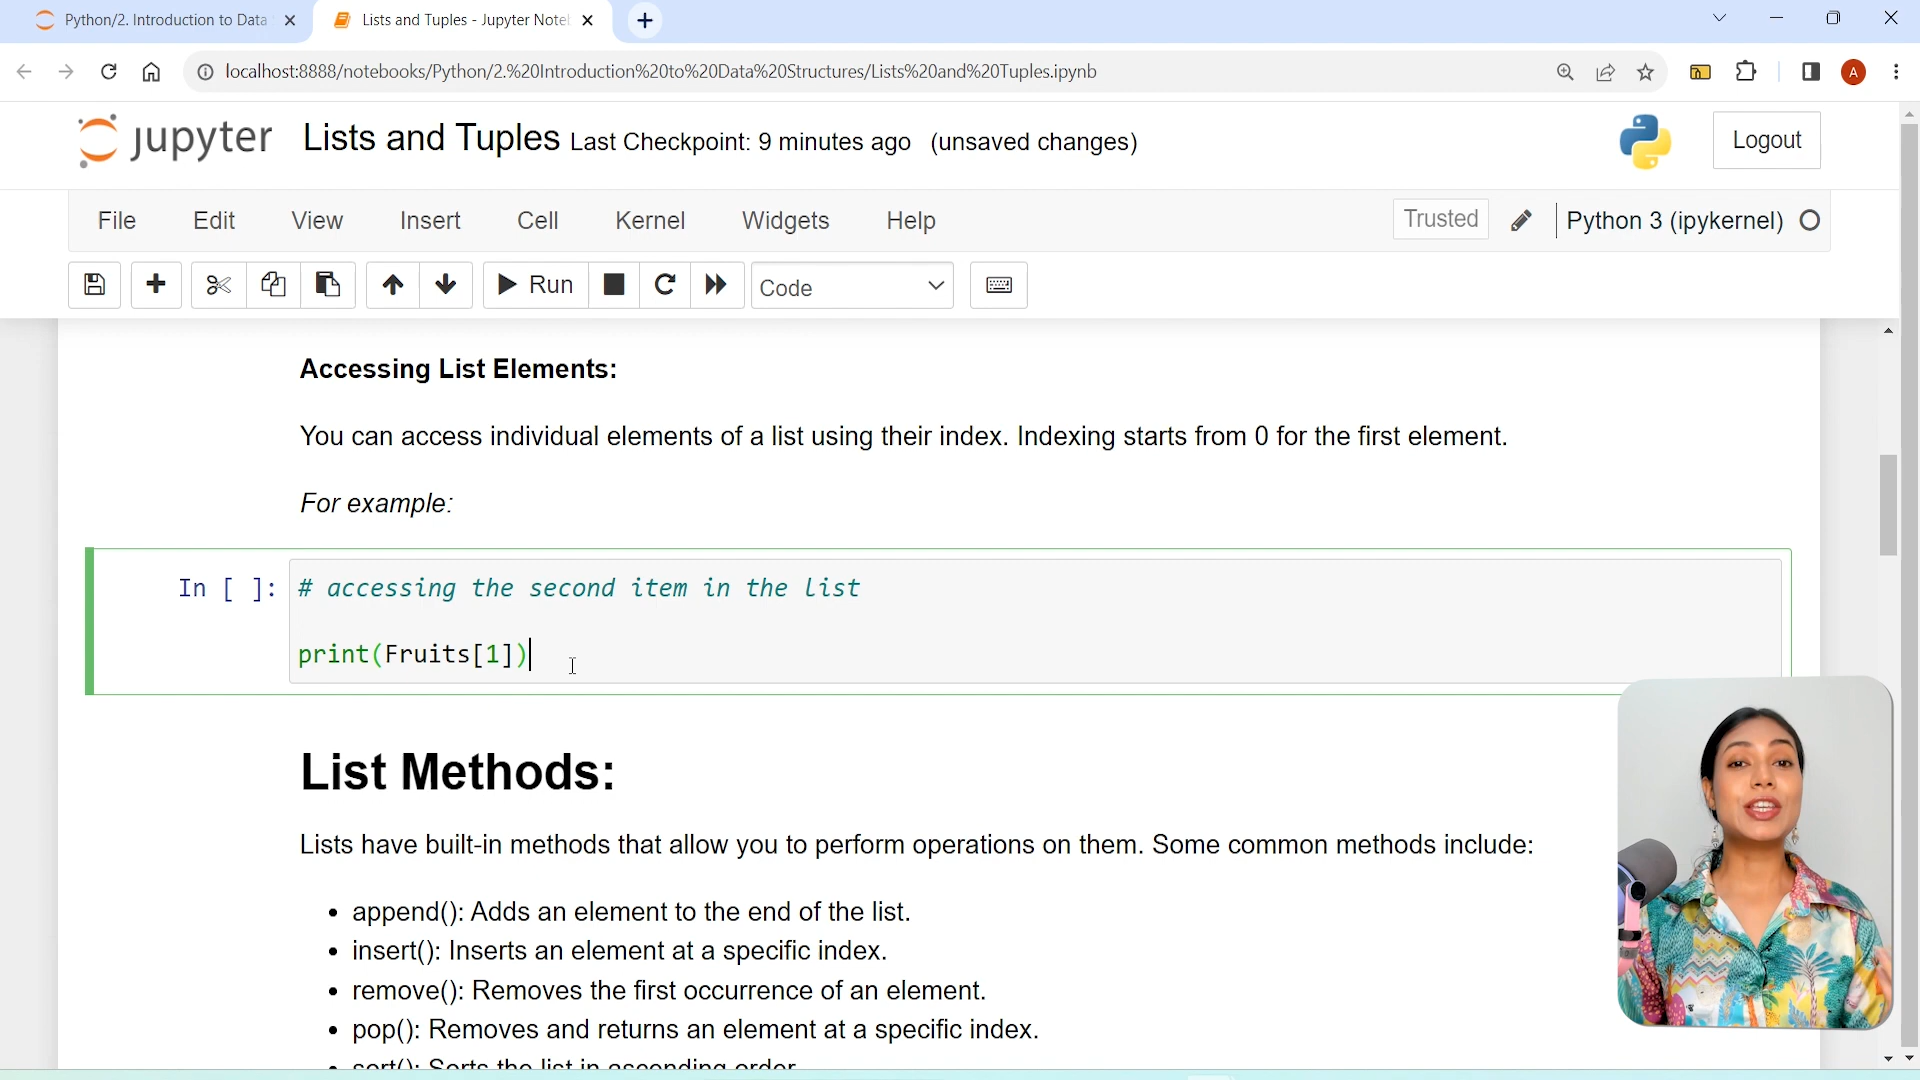 Python/2. Introduction to Data
Lists and Tuples - Jupyter Note
localhost:8888/notebooks/Python/2.%20Introduction%20to%20Data%20Structures/Lists%20and%20Tuples.ipynb
A
jupyter Lists and Tuples Last Checkpoint: 9 minutes ago (unsaved changes)
Logout
File Edit View Insert Cell Kernel Widgets Help
Trusted
Python 3 (ipykernel)
Run
Code
Accessing List Elements:
You can access individual elements of a list using their index. Indexing starts from 0 for the first element.
For example:
In [ ]: # accessing the second item in the list
print(Fruits[1])
List Methods:
Lists have built-in methods that allow you to perform operations on them. Some common methods include:
• append(): Adds an element to the end of the list.
• insert(): Inserts an element at a specific index.
• remove(): Removes the first occurrence of an element.
• pop(): Removes and returns an element at a specific index.
• sort(): Sorts the list in ascending order